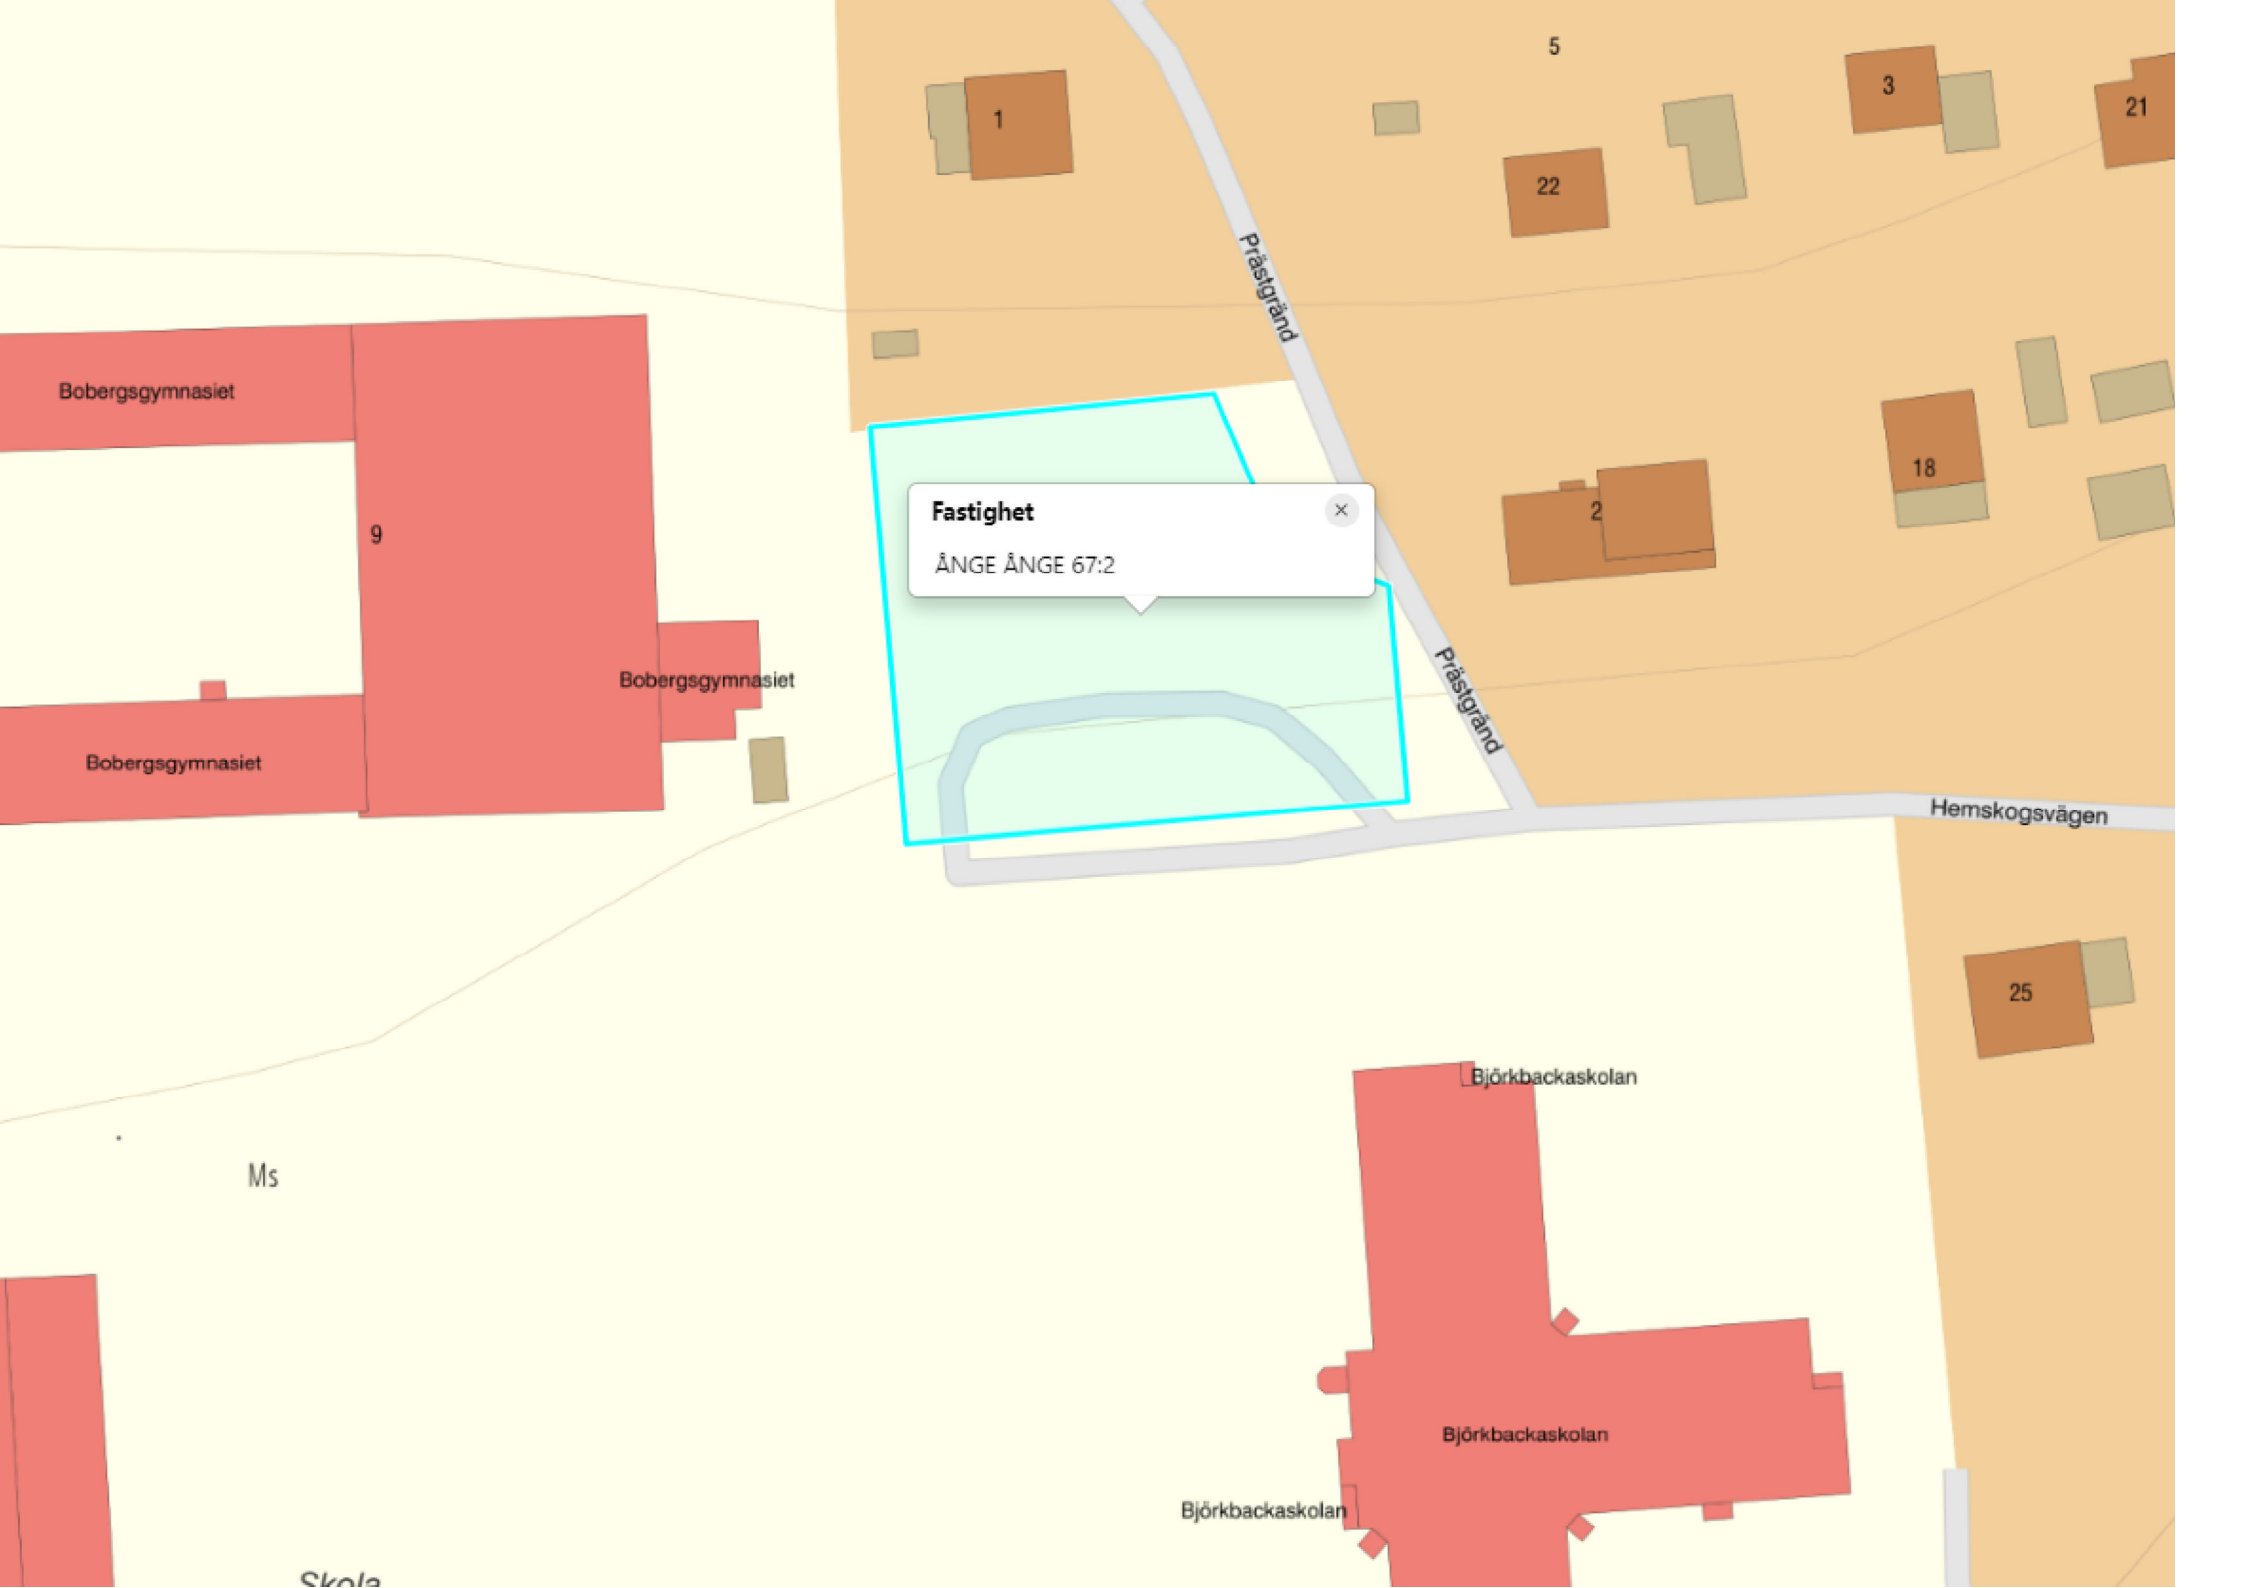 5
3
1
21
22
Prästgränd
Bobergsgymnasiet
18
Fastighet
2
9
ÅNGE ÅNGE 67:2
Bobergsgymnasiet
Prästgränd
Bobergsgymnasiet
Hemskogsvägen
25
Björkbackaskolan
Ms
Björkbackaskolan
Björkbackaskolan
Skola